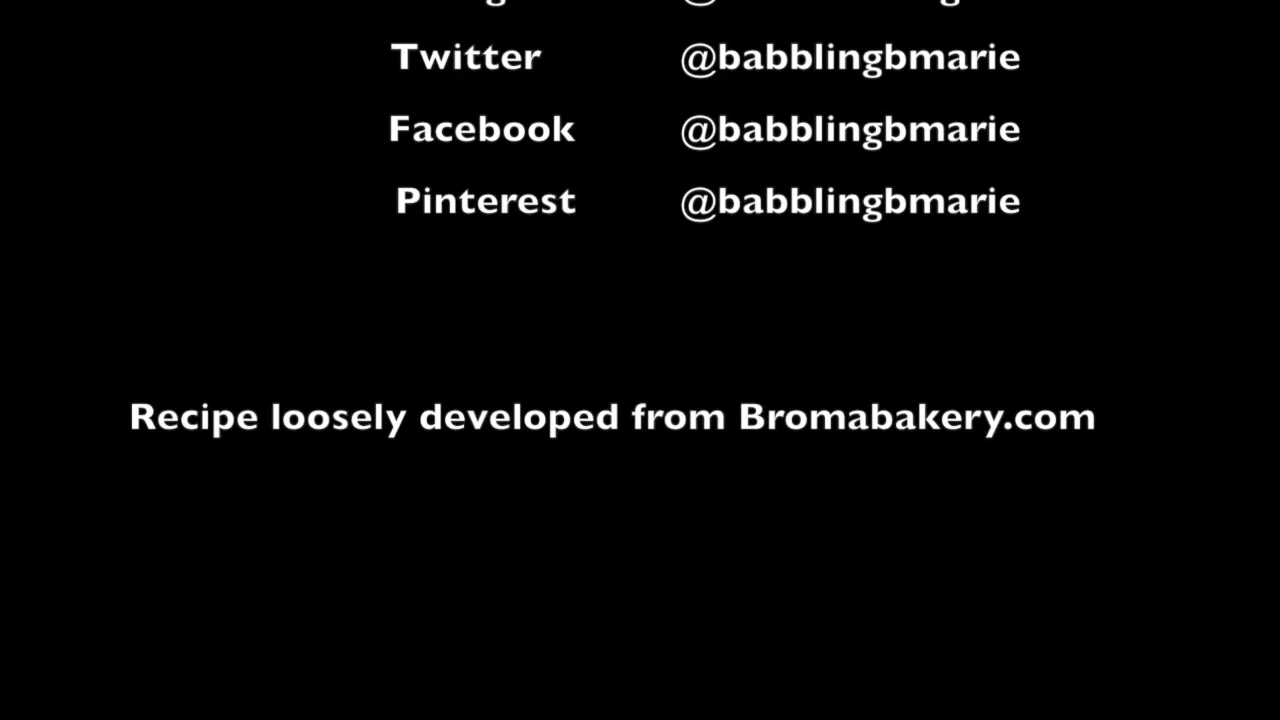 Twitter @babblingbmarie
Facebook @babblingbmarie
Pinterest @babblingbmarie
Recipe loosely developed from Bromabakery.com